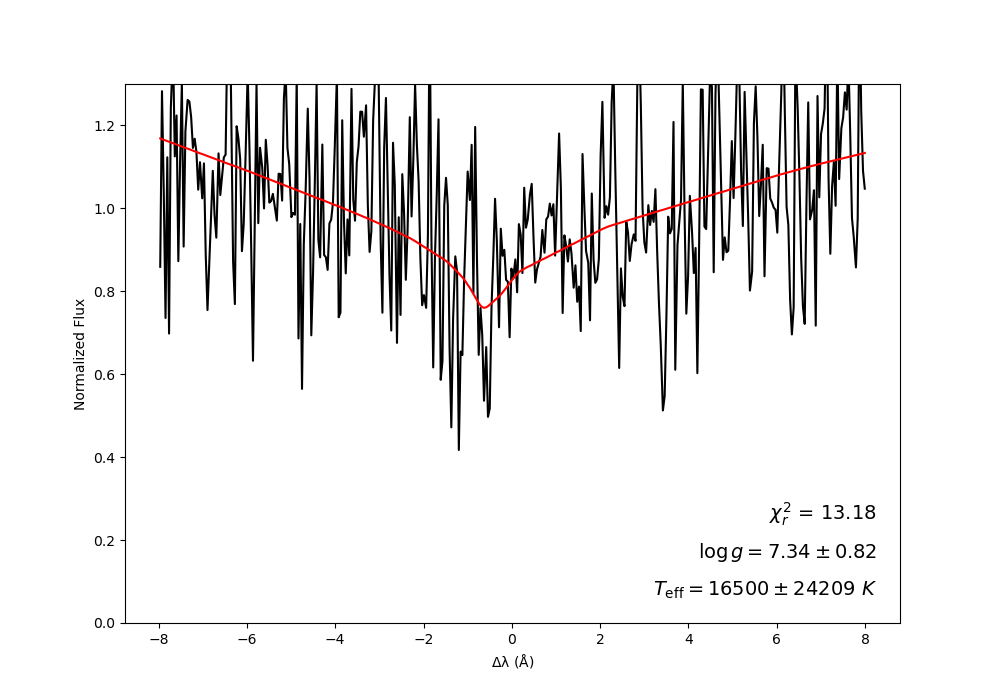 1.2
1.0
0.8
0.6
0.4
0.2
0.0
Normalized Flux
χ²ᵣ = 13.18
log g = 7.34 ± 0.82
T_eff = 16500 ± 24209 K
−8 −6 −4 −2 0 2 4 6 8
Δλ (Å)